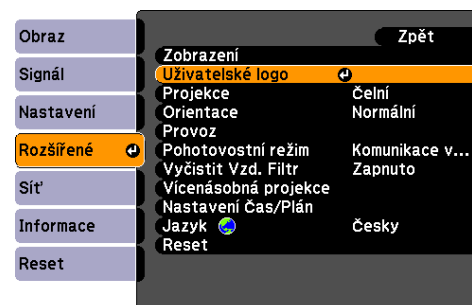 Obraz
Signál
Nastavení
Rozšířené
Síť
Informace
Reset
Zpět
Zobrazení
Uživatelské logo
Projekce Čelní
Orientace Normální
Provoz
Pohotovostní režim Komunikace v...
Vyčistit Vzd. Filtr Zapnuto
Vícenásobná projekce
Nastavení Čas/Plán
Jazyk Česky
Reset